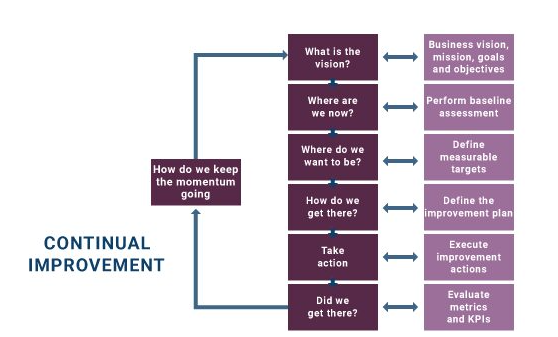 What is the
vision?
Business vision,
mission, goals
and objectives
Where are
we now?
Perform baseline
assessment
Where do we
want to be?
Define
measurable
targets
How do we keep
the momentum
going
How do we
get there?
Define the
improvement plan
CONTINUAL
IMPROVEMENT
Take
action
Execute
improvement
actions
Did we
get there?
Evaluate
metrics
and KPIs